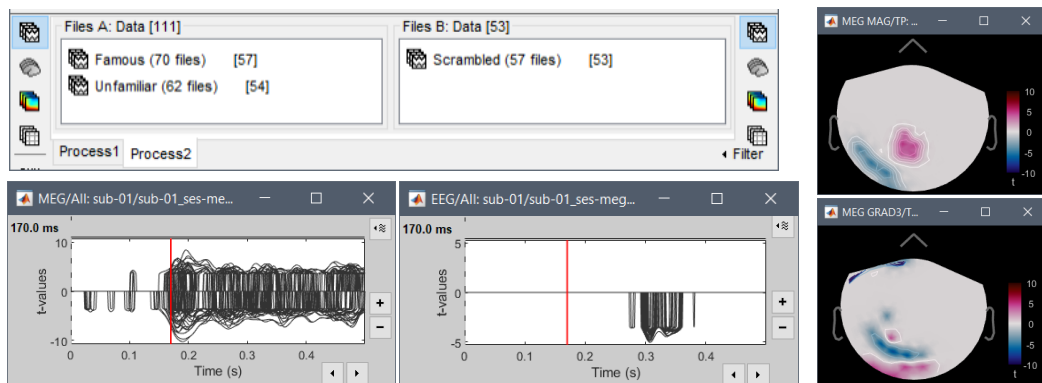 Files A: Data [111]
Files B: Data [53]
Famous (70 files) [57]
Unfamiliar (62 files) [54]
Scrambled (57 files) [53]
Process1 Process2
Filter
MEG/All: sub-01/sub-01_ses-me...
170.0 ms
10
0
-10
t-values
0 0.1 0.2 0.3 0.4
Time (s)
+
−
EEG/All: sub-01/sub-01_ses-meg...
170.0 ms
5
0
-5
t-values
0 0.1 0.2 0.3 0.4
Time (s)
+
−
MEG MAG/TP: ...
10
5
0
-5
-10
t
MEG GRAD3/T...
10
5
0
-5
-10
t